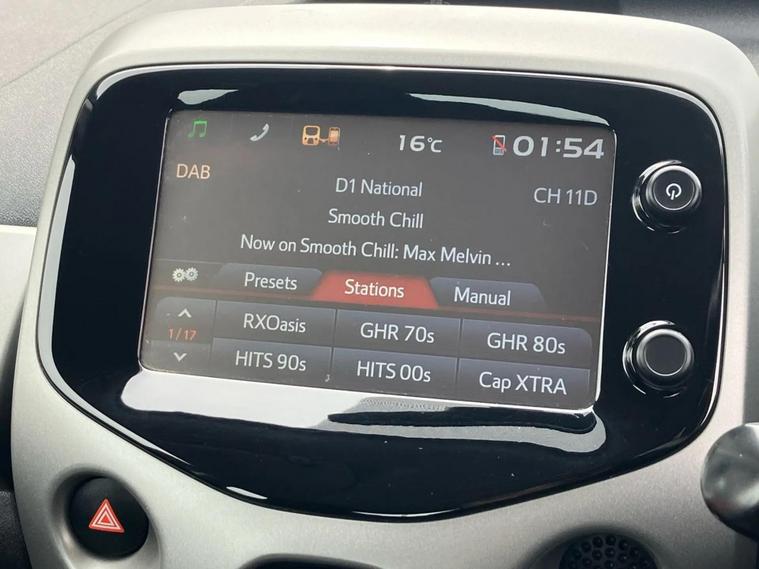 16°C 01:54
DAB
D1 National
CH 11D
Smooth Chill
Now on Smooth Chill: Max Melvin ...
Presets Stations Manual
1/17
RXOasis GHR 70s GHR 80s
HITS 90s HITS 00s Cap XTRA